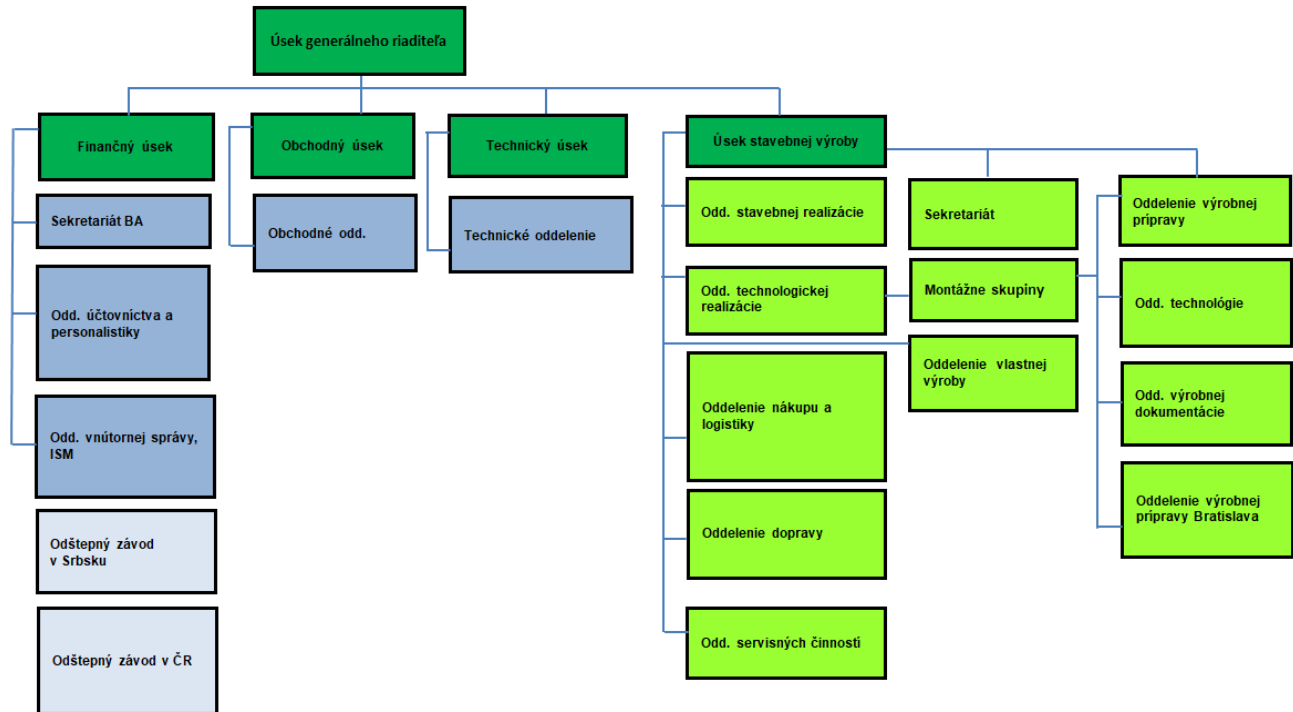 Úsek generálneho riaditeľa
Finančný úsek
Obchodný úsek
Technický úsek
Úsek stavebnej výroby
Sekretariát BA
Obchodné odd.
Technické oddelenie
Odd. stavebnej realizácie
Sekretariát
Oddelenie výrobnej
prípravy
Odd. účtovníctva a
personalistiky
Odd. technologickej
realizácie
Montážne skupiny
Odd. technológie
Oddelenie vlastnej
výroby
Odd. vnútornej správy,
ISM
Oddelenie nákupu a
logistiky
Odd. výrobnej
dokumentácie
Odštepný závod
v Srbsku
Oddelenie dopravy
Oddelenie výrobnej
prípravy Bratislava
Odštepný závod v ČR
Odd. servisných činností